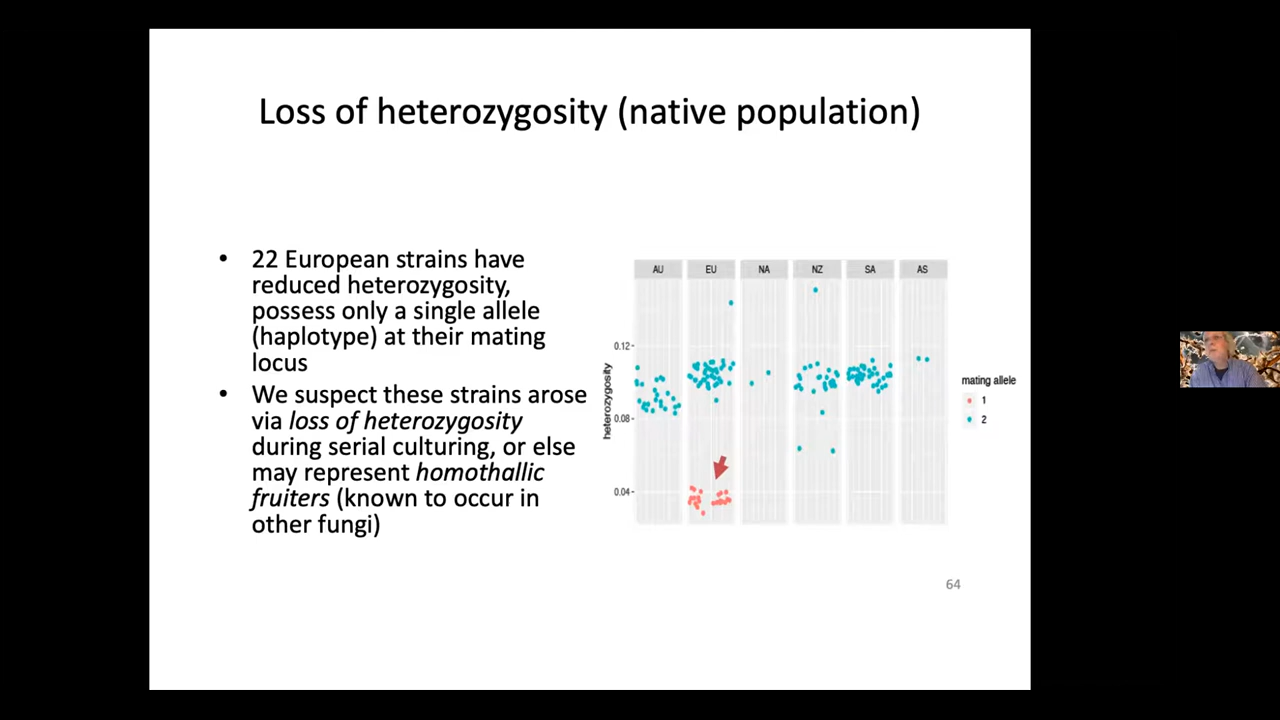 Loss of heterozygosity (native population)
• 22 European strains have
reduced heterozygosity,
possess only a single allele
(haplotype) at their mating
locus
• We suspect these strains arose
via loss of heterozygosity
during serial culturing, or else
may represent homothallic
fruiters (known to occur in
other fungi)
AU EU NA NZ SA AS
0.12
0.08
0.04
heterozygosity
mating allele
1
2
64